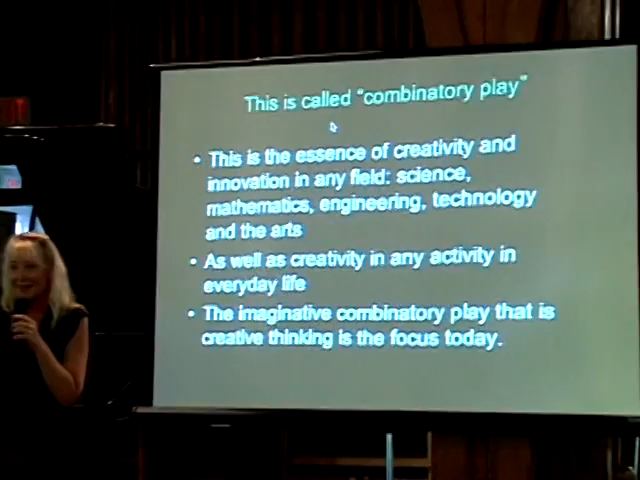 This is called “combinatory play”
• This is the essence of creativity and
innovation in any field: science,
mathematics, engineering, technology
and the arts
• As well as creativity in any activity in
everyday life
• The imaginative combinatory play that is
creative thinking is the focus today.